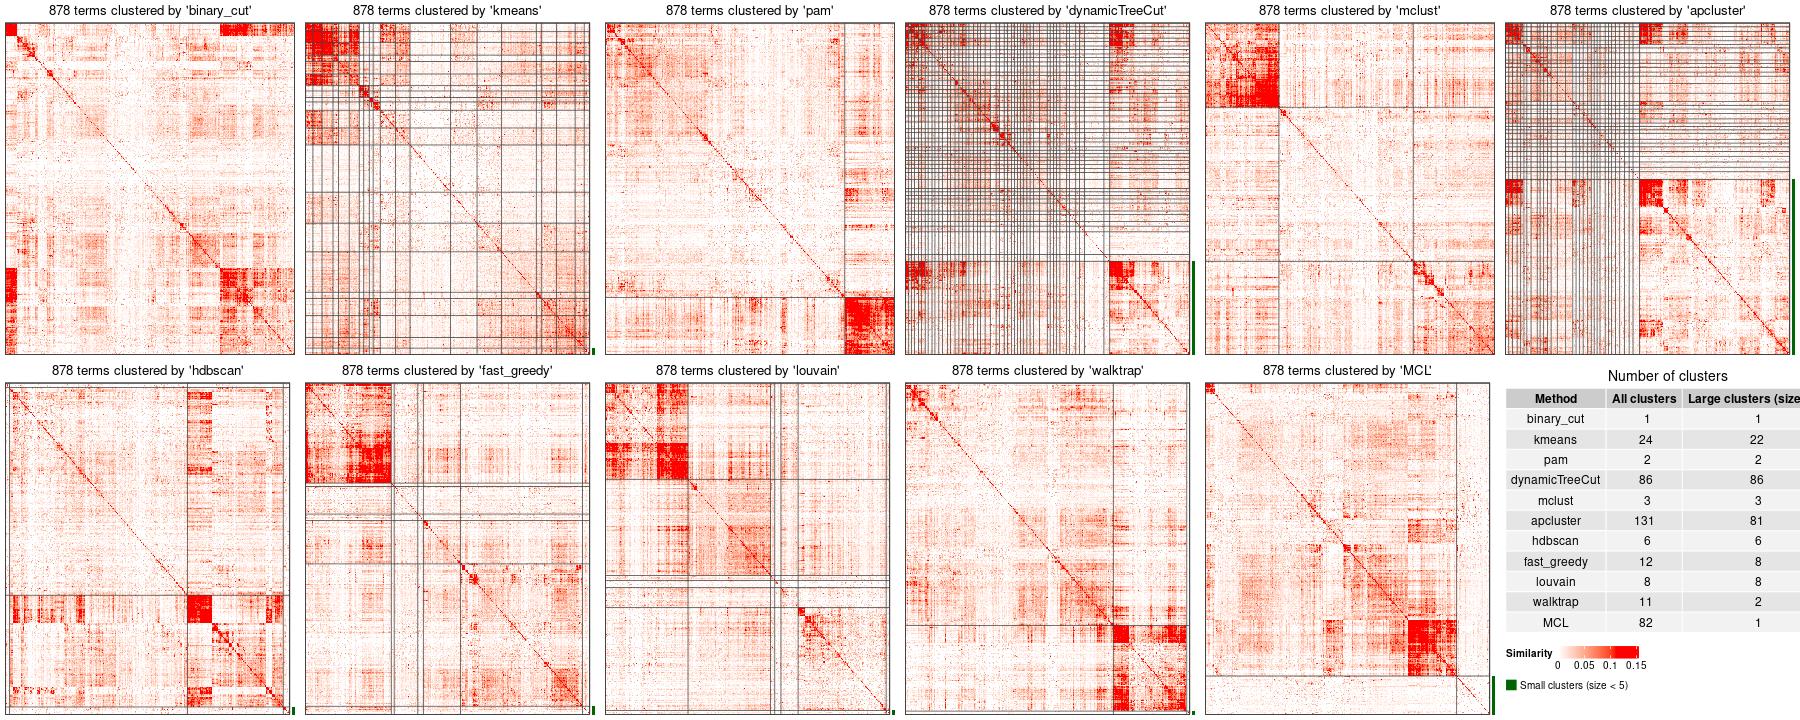 878 terms clustered by 'binary_cut'
878 terms clustered by 'kmeans'
878 terms clustered by 'pam'
878 terms clustered by 'dynamicTreeCut'
878 terms clustered by 'mclust'
878 terms clustered by 'apcluster'
878 terms clustered by 'hdbscan'
878 terms clustered by 'fast_greedy'
878 terms clustered by 'louvain'
878 terms clustered by 'walktrap'
878 terms clustered by 'MCL'
Number of clusters
Method All clusters Large clusters (size
binary_cut 1 1
kmeans 24 22
pam 2 2
dynamicTreeCut 86 86
mclust 3 3
apcluster 131 81
hdbscan 6 6
fast_greedy 12 8
louvain 8 8
walktrap 11 2
MCL 82 1
Similarity
0 0.05 0.1 0.15
Small clusters (size < 5)